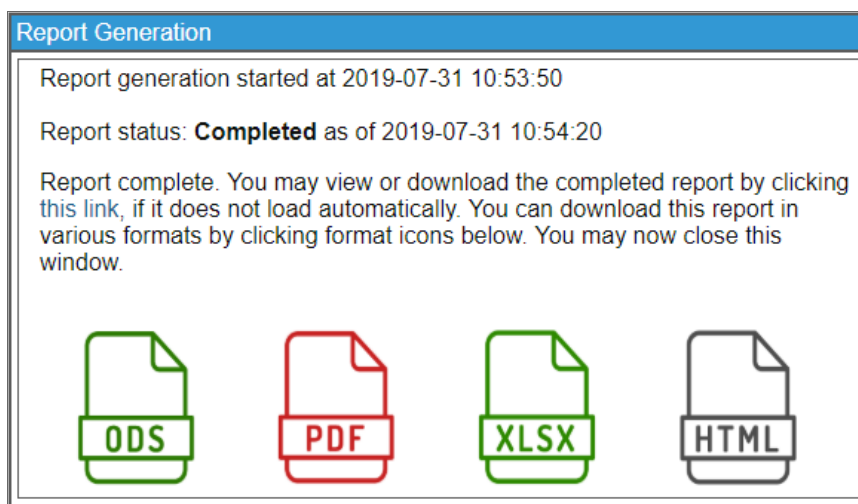 Report Generation
Report generation started at 2019-07-31 10:53:50
Report status: Completed as of 2019-07-31 10:54:20
Report complete. You may view or download the completed report by clicking
this link, if it does not load automatically. You can download this report in
various formats by clicking format icons below. You may now close this
window.
ODS PDF XLSX HTML